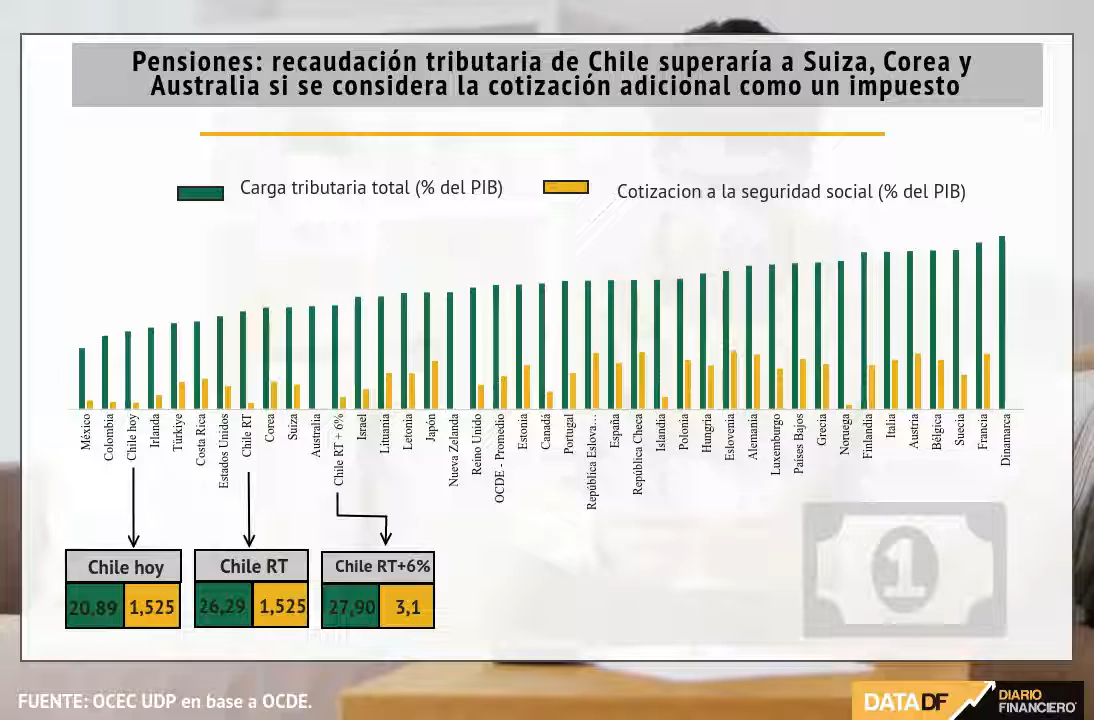 Pensiones: recaudación tributaria de Chile superaría a Suiza, Corea y
Australia si se considera la cotización adicional como un impuesto
Carga tributaria total (% del PIB)
Cotizacion a la seguridad social (% del PIB)
México
Colombia
Chile hoy
Irlanda
Türkiye
Costa Rica
Estados Unidos
Chile RT
Corea
Suiza
Australia
Chile RT + 6%
Israel
Lituania
Letonia
Japón
Nueva Zelanda
Reino Unido
OCDE - Promedio
Estonia
Canadá
Portugal
República Eslova...
España
República Checa
Islandia
Polonia
Hungría
Eslovenia
Alemania
Luxemburgo
Países Bajos
Grecia
Noruega
Finlandia
Italia
Austria
Bélgica
Suecia
Francia
Dinamarca
Chile hoy
20,89 1,525
Chile RT
26,29 1,525
Chile RT+6%
27,90 3,1
1
FUENTE: OCEC UDP en base a OCDE.
DATA DF
DIARIO
FINANCIERO